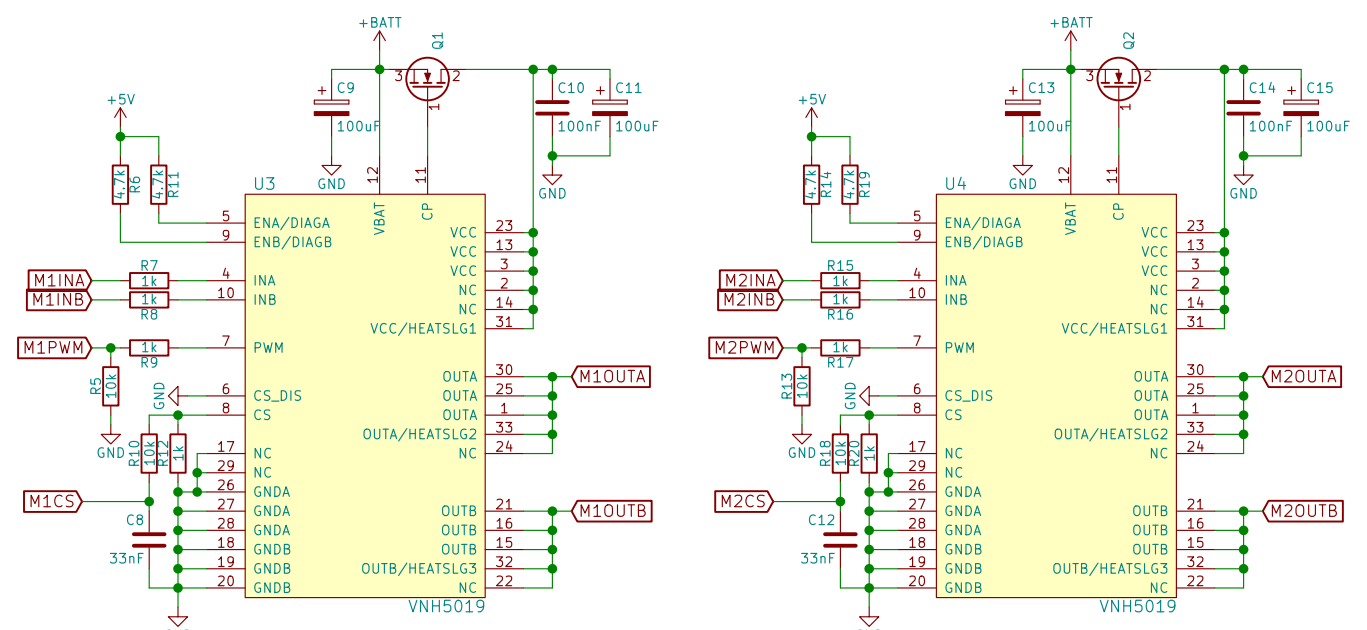 +BATT
Q1
3
2
1
C9
100uF
GND
C10
100nF
C11
100uF
GND
+5V
4.7k
R6
4.7k
R11
12
11
U3
VBAT
CP
5 ENA/DIAGA
9 ENB/DIAGB
VCC 23
VCC 13
VCC 3
NC 2
NC 14
VCC/HEATSLG1 31
M1INA
R7
1k
4 INA
M1INB
1k
R8
10 INB
M1PWM
1k
R9
7 PWM
R5
10k
GND
GND
6 CS_DIS
8 CS
OUTA 30
OUTA 25
OUTA 1
OUTA/HEATSLG2 33
NC 24
M1OUTA
R10
10k
R12
1k
17 NC
29 NC
26 GNDA
27 GNDA
28 GNDA
18 GNDB
19 GNDB
20 GNDB
M1CS
C8
33nF
OUTB 21
OUTB 16
OUTB 15
OUTB/HEATSLG3 32
NC 22
M1OUTB
VNH5019
+BATT
Q2
3
2
1
C13
100uF
GND
C14
100nF
C15
100uF
GND
+5V
4.7k
R14
4.7k
R19
12
11
U4
VBAT
CP
5 ENA/DIAGA
9 ENB/DIAGB
VCC 23
VCC 13
VCC 3
NC 2
NC 14
VCC/HEATSLG1 31
M2INA
R15
1k
4 INA
M2INB
1k
R16
10 INB
M2PWM
1k
R17
7 PWM
R13
10k
GND
GND
6 CS_DIS
8 CS
OUTA 30
OUTA 25
OUTA 1
OUTA/HEATSLG2 33
NC 24
M2OUTA
R18
10k
R20
1k
17 NC
29 NC
26 GNDA
27 GNDA
28 GNDA
18 GNDB
19 GNDB
20 GNDB
M2CS
C12
33nF
OUTB 21
OUTB 16
OUTB 15
OUTB/HEATSLG3 32
NC 22
M2OUTB
VNH5019